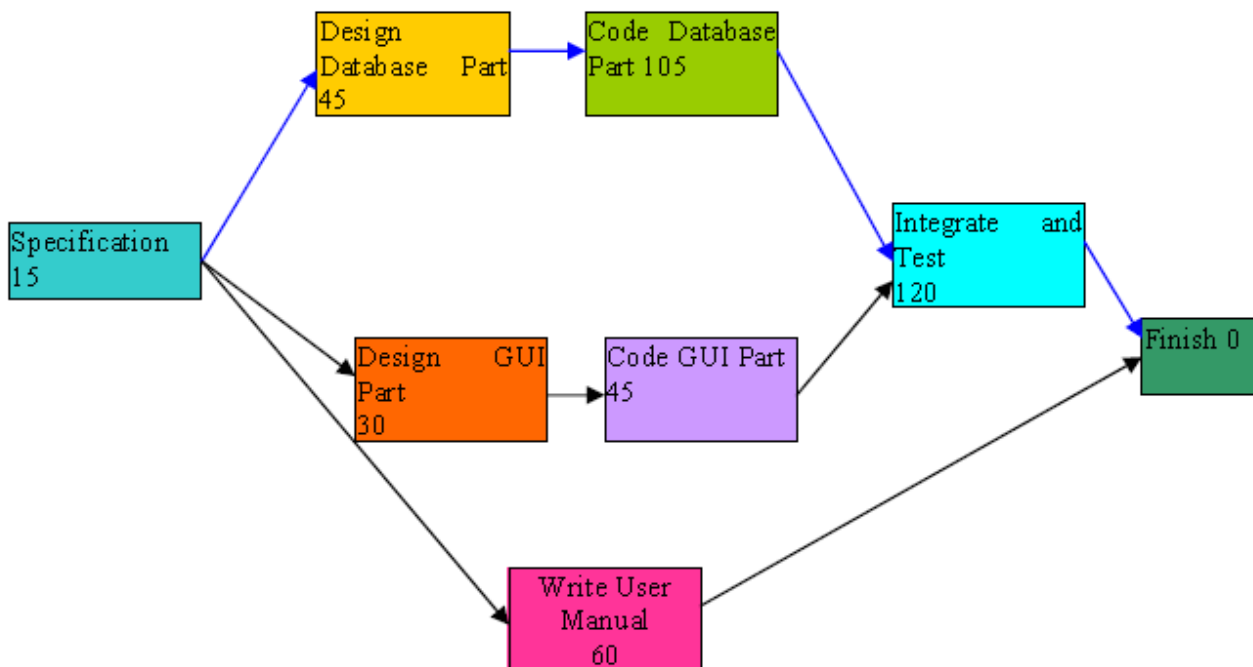 Design
Database Part
45
Code Database
Part 105
Specification
15
Integrate and
Test
120
Finish 0
Design GUI
Part
30
Code GUI Part
45
Write User
Manual
60